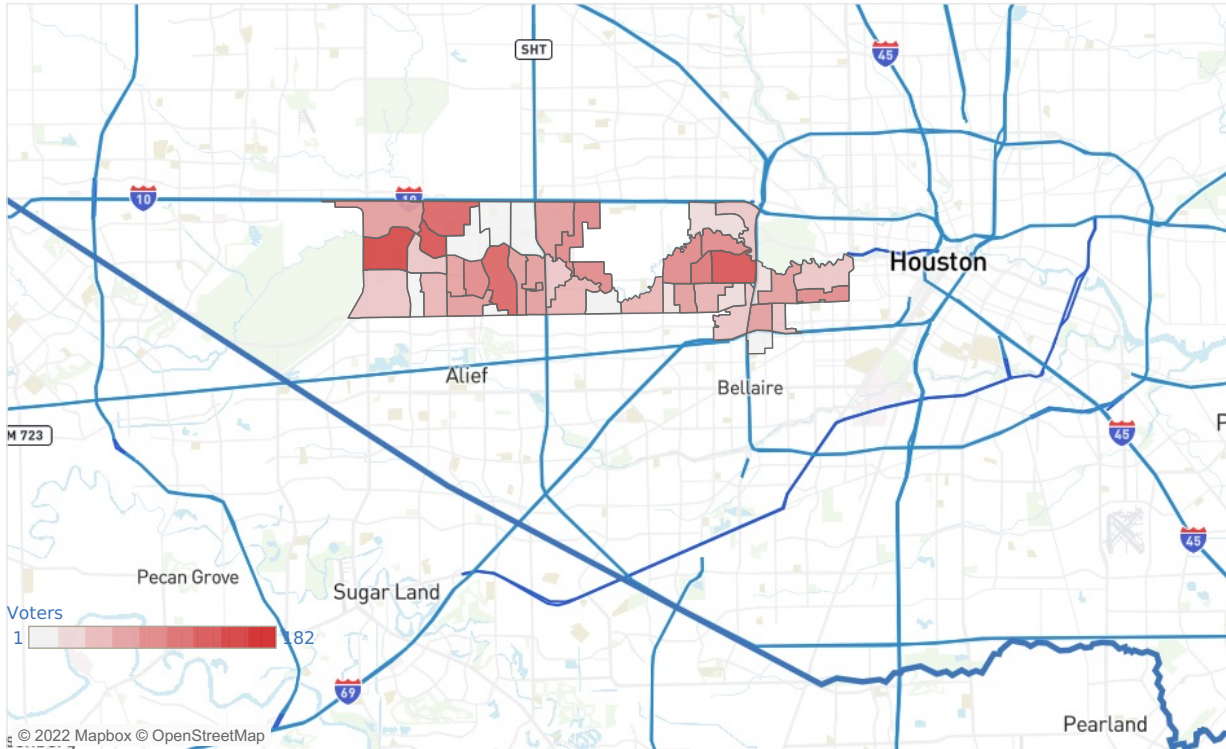 45
SHT
10
10
Houston
Alief
Bellaire
M 723
45
45
Pecan Grove
Sugar Land
Voters
1 182
69
Pearland
© 2022 Mapbox © OpenStreetMap